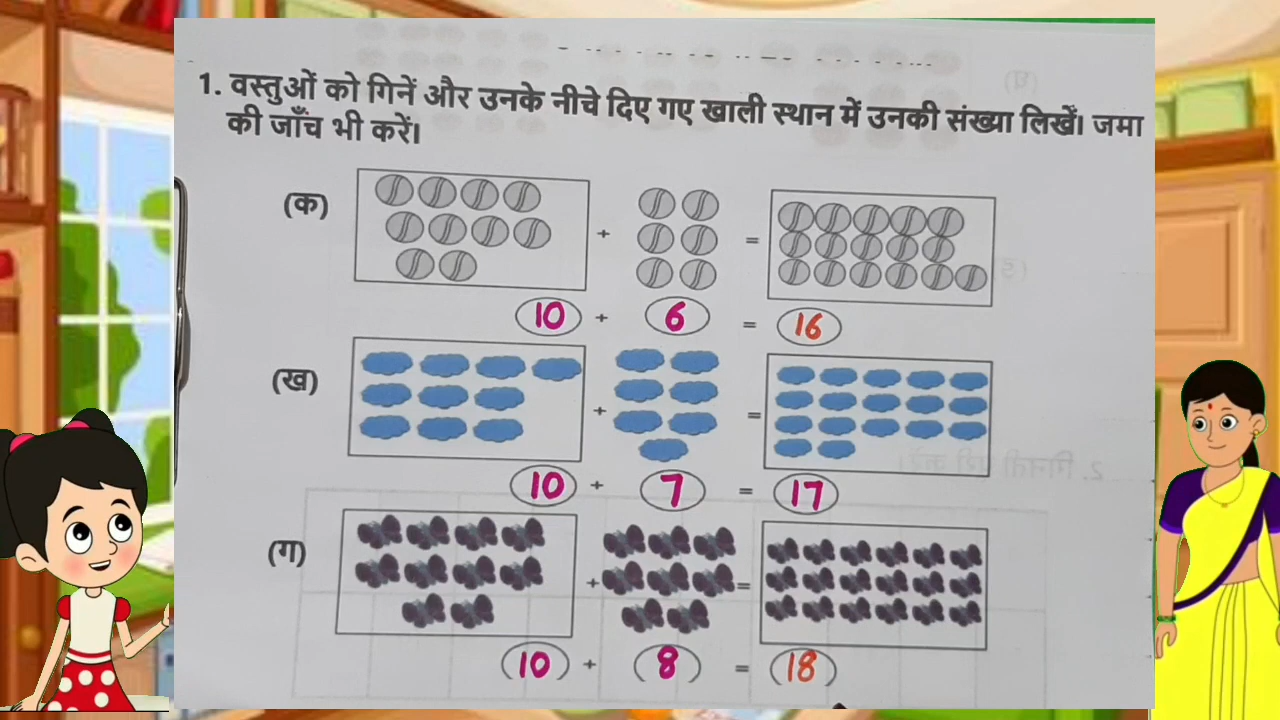 1. वस्तुओं को गिनें और उनके नीचे दिए गए खाली स्थान में उनकी संख्या लिखें। जमा
की जाँच भी करें।
(क) + =
10 + 6 = 16
(ख) + =
10 + 7 = 17
(ग) + =
10 + 8 = 18